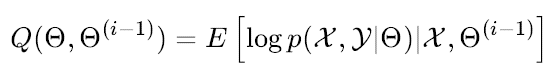 Q(Θ, Θ^{(i−1)}) = E [log p(𝒳, 𝒴|Θ)|𝒳, Θ^{(i−1)}]